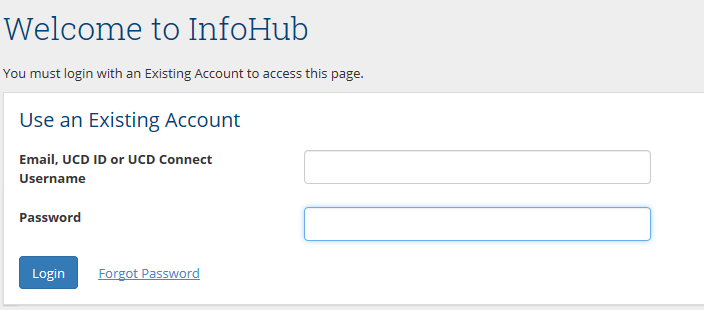 Welcome to InfoHub
You must login with an Existing Account to access this page.
Use an Existing Account
Email, UCD ID or UCD Connect
Username
Password
Login
Forgot Password